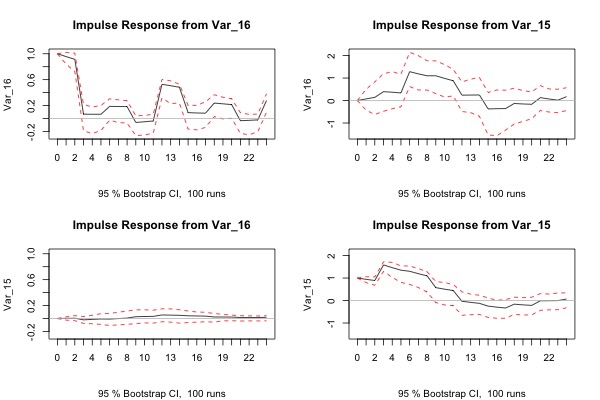 Impulse Response from Var_16
Var_16
1.0
0.6
0.2
-0.2
0 2 4 6 8 10 13 16 19 22
95 % Bootstrap CI, 100 runs
Impulse Response from Var_15
Var_16
2
1
0
-1
0 2 4 6 8 10 13 16 19 22
95 % Bootstrap CI, 100 runs
Impulse Response from Var_16
Var_15
1.0
0.6
0.2
-0.2
0 2 4 6 8 10 13 16 19 22
95 % Bootstrap CI, 100 runs
Impulse Response from Var_15
Var_15
2
1
0
-1
0 2 4 6 8 10 13 16 19 22
95 % Bootstrap CI, 100 runs